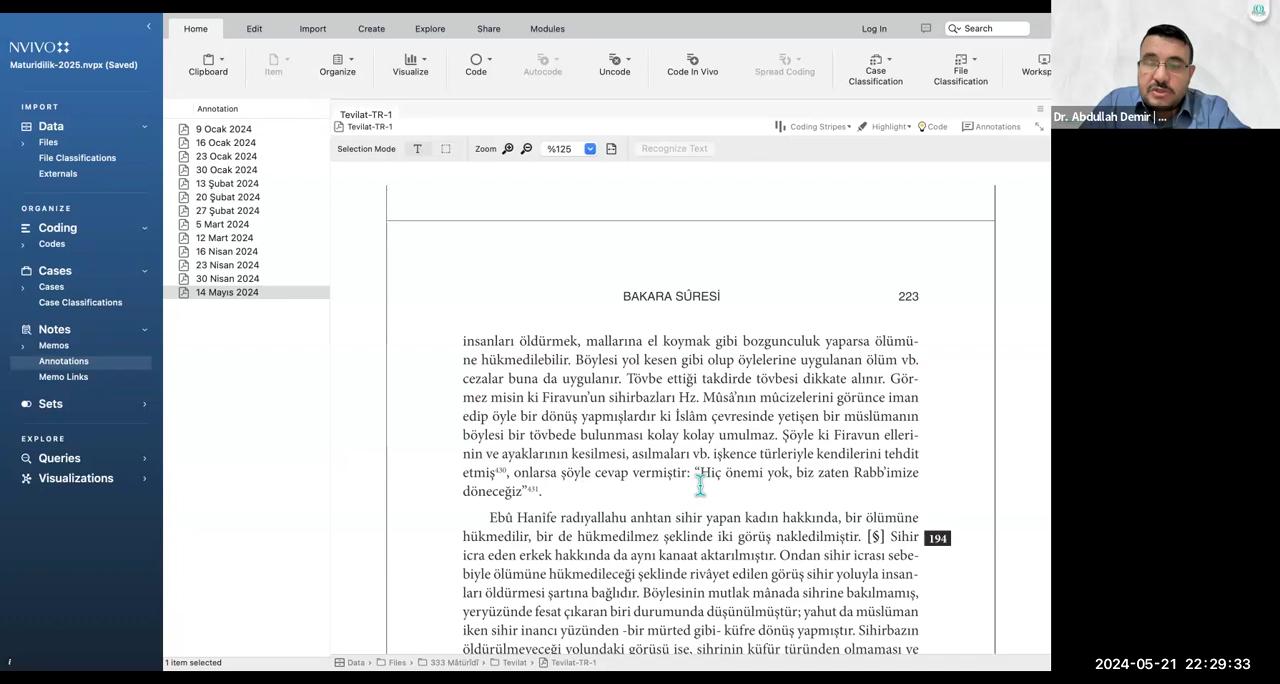 NVIVO
Maturidilik-2025.nvpx (Saved)
IMPORT
Data
Files
File Classifications
Externals
ORGANIZE
Coding
Codes
Cases
Cases
Case Classifications
Notes
Memos
Annotations
Memo Links
Sets
EXPLORE
Queries
Visualizations
Home Edit Import Create Explore Share Modules Log In Search
Clipboard Item Organize Visualize Code Autocode Uncode Code In Vivo Spread Coding Case Classification File Classification Worksp
Annotation
9 Ocak 2024
16 Ocak 2024
23 Ocak 2024
30 Ocak 2024
13 Şubat 2024
20 Şubat 2024
27 Şubat 2024
5 Mart 2024
12 Mart 2024
16 Nisan 2024
23 Nisan 2024
30 Nisan 2024
14 Mayıs 2024
1 item selected
Tevilat-TR-1
Tevilat-TR-1 Coding Stripes Highlight Code Annotations
Selection Mode Zoom %125 Recognize Text
BAKARA SÛRESİ 223
insanları öldürmek, mallarına el koymak gibi bozgunculuk yaparsa ölümü-
ne hükmedilebilir. Böylesi yol kesen gibi olup öylelerine uygulanan ölüm vb.
cezalar buna da uygulanır. Tövbe ettiği takdirde tövbesi dikkate alınır. Gör-
mez misin ki Firavun'un sihirbazları Hz. Mûsâ'nın mûcizelerini görünce iman
edip öyle bir dönüş yapmışlardır ki İslâm çevresinde yetişen bir müslümanın
böylesi bir tövbede bulunması kolay kolay umulmaz. Şöyle ki Firavun elleri-
nin ve ayaklarının kesilmesi, asılmaları vb. işkence türleriyle kendilerini tehdit
etmiş430, onlarsa şöyle cevap vermiştir: “Hiç önemi yok, biz zaten Rabb'imize
döneceğiz”431.
Ebû Hanîfe radıyallahu anhtan sihir yapan kadın hakkında, bir ölümüne
hükmedilir, bir de hükmedilmez şeklinde iki görüş nakledilmiştir. [§] Sihir 194
icra eden erkek hakkında da aynı kanaat aktarılmıştır. Ondan sihir icrası sebe-
biyle ölümüne hükmedileceği şeklinde rivâyet edilen görüş sihir yoluyla insan-
ları öldürmesi şartına bağlıdır. Böylesinin mutlak mânada sihrine bakılmamış,
yeryüzünde fesat çıkaran biri durumunda düşünülmüştür; yahut da müslüman
iken sihir inancı yüzünden -bir mürted gibi- küfre dönüş yapmıştır. Sihirbazın
öldürülmeyeceği yolundaki görüşü ise, sihrinin küfür türünden olmaması ve
Data Files 333 Mâtürîdî Tevilat Tevilat-TR-1
Dr. Abdullah Demir | ...
2024-05-21 22:29:33